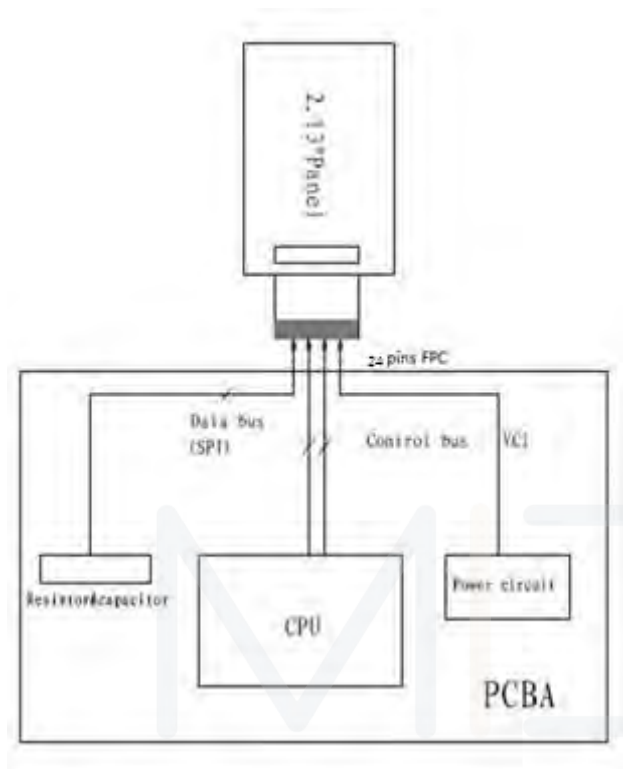 2.13"Panel
24 pins FPC
Data bus
(SPI)
Control bus
VCI
Resistor&capacitor
CPU
Power circuit
PCBA